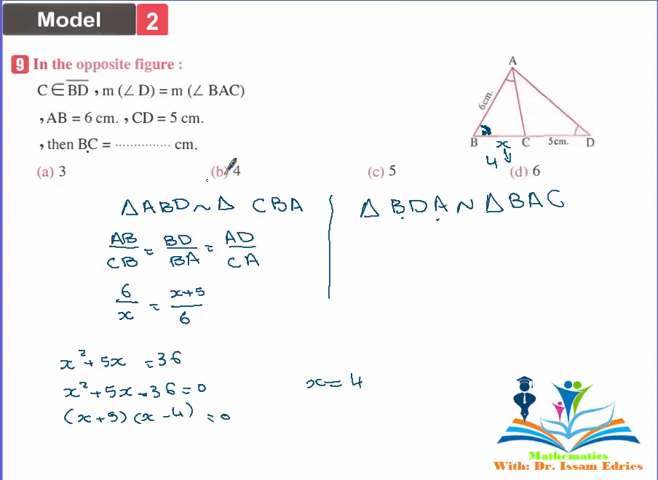 Model 2
9 In the opposite figure :
C ∈ BD , m (∠ D) = m (∠ BAC)
, AB = 6 cm. , CD = 5 cm.
, then BC = ............... cm.
(a) 3 (b) 4 (c) 5 (d) 6
A
6cm.
B x C 5cm. D
4
△ ABD ~ △ CBA
AB/CB = BD/BA = AD/CA
6/x = x+5/6
x² + 5x = 36
x² + 5x - 36 = 0
(x + 9) (x - 4) = 0
x = 4
△ BDA ~ △ BAC
Mathematics
With: Dr. Issam Edries